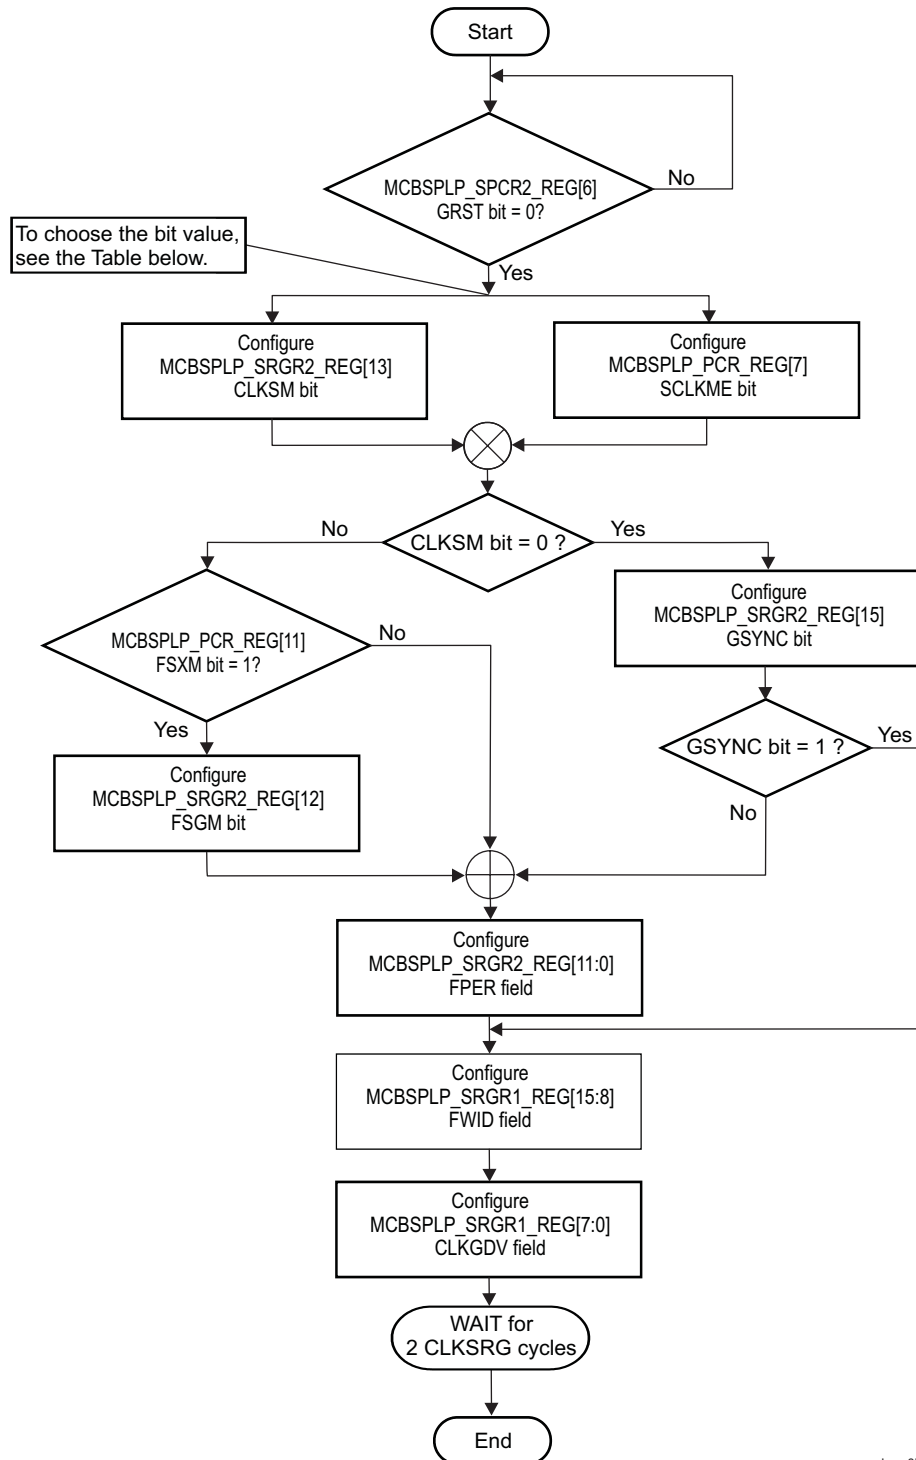 Start
MCBSPLP_SPCR2_REG[6]
GRST bit = 0?
No
To choose the bit value,
see the Table below.
Yes
Configure
MCBSPLP_SRGR2_REG[13]
CLKSM bit
Configure
MCBSPLP_PCR_REG[7]
SCLKME bit
No
CLKSM bit = 0 ?
Yes
Configure
MCBSPLP_SRGR2_REG[15]
GSYNC bit
MCBSPLP_PCR_REG[11]
FSXM bit = 1?
No
Yes
GSYNC bit = 1 ?
Yes
No
Configure
MCBSPLP_SRGR2_REG[12]
FSGM bit
Configure
MCBSPLP_SRGR2_REG[11:0]
FPER field
Configure
MCBSPLP_SRGR1_REG[15:8]
FWID field
Configure
MCBSPLP_SRGR1_REG[7:0]
CLKGDV field
WAIT for
2 CLKSRG cycles
End